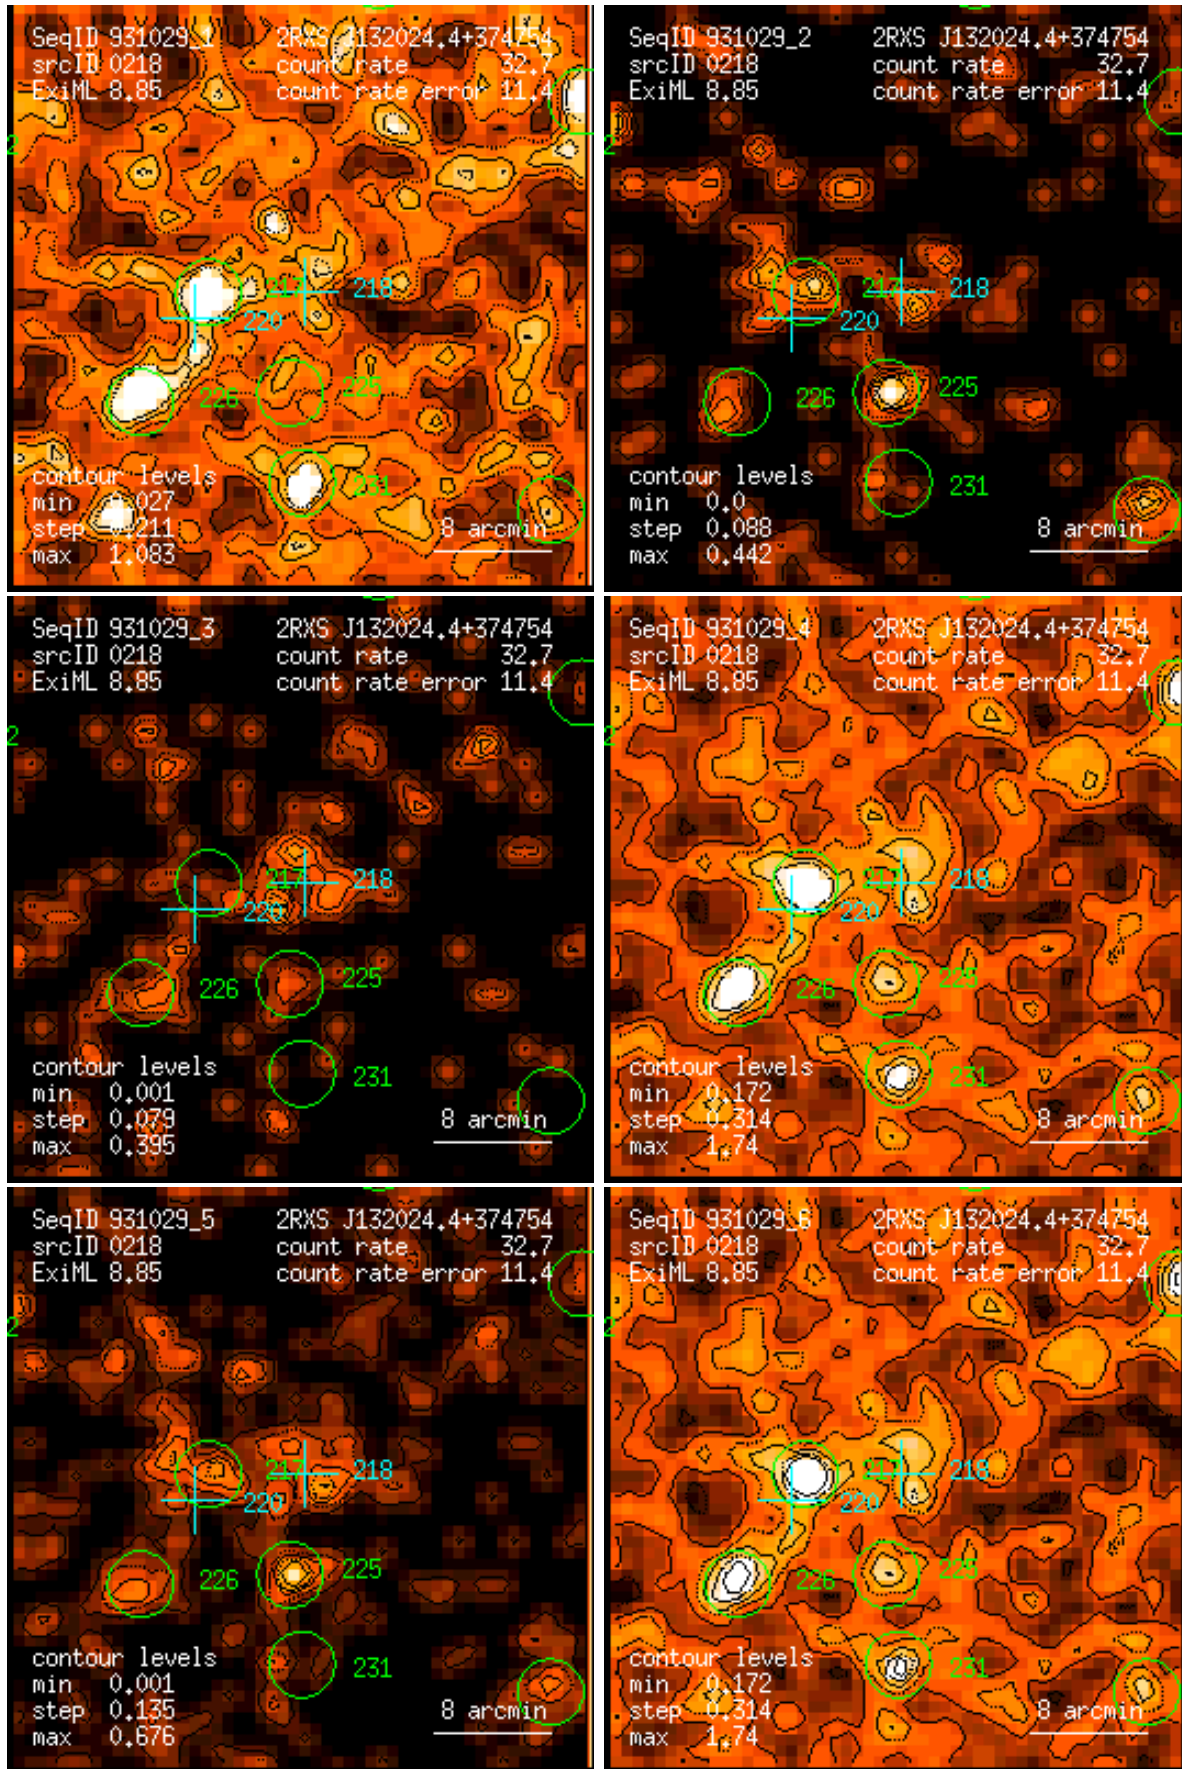 SeqID 931029_1 2RXS J132024.4+374754
srcID 0218 count rate 32.7
ExiML 8.85 count rate error 11.4
2
217 218
220
226 225
231
contour levels
min 0.027
step 0.211
max 1.083
8 arcmin
SeqID 931029_2 2RXS J132024.4+374754
srcID 0218 count rate 32.7
ExiML 8.85 count rate error 11.4
2
217 218
220
226 225
231
contour levels
min 0.0
step 0.088
max 0.442
8 arcmin
SeqID 931029_3 2RXS J132024.4+374754
srcID 0218 count rate 32.7
ExiML 8.85 count rate error 11.4
2
217 218
220
226 225
231
contour levels
min 0.001
step 0.079
max 0.395
8 arcmin
SeqID 931029_4 2RXS J132024.4+374754
srcID 0218 count rate 32.7
ExiML 8.85 count rate error 11.4
2
217 218
220
226 225
231
contour levels
min 0.172
step 0.314
max 1.74
8 arcmin
SeqID 931029_5 2RXS J132024.4+374754
srcID 0218 count rate 32.7
ExiML 8.85 count rate error 11.4
2
217 218
220
226 225
231
contour levels
min 0.001
step 0.135
max 0.676
8 arcmin
SeqID 931029_6 2RXS J132024.4+374754
srcID 0218 count rate 32.7
ExiML 8.85 count rate error 11.4
2
217 218
220
226 225
231
contour levels
min 0.172
step 0.314
max 1.74
8 arcmin